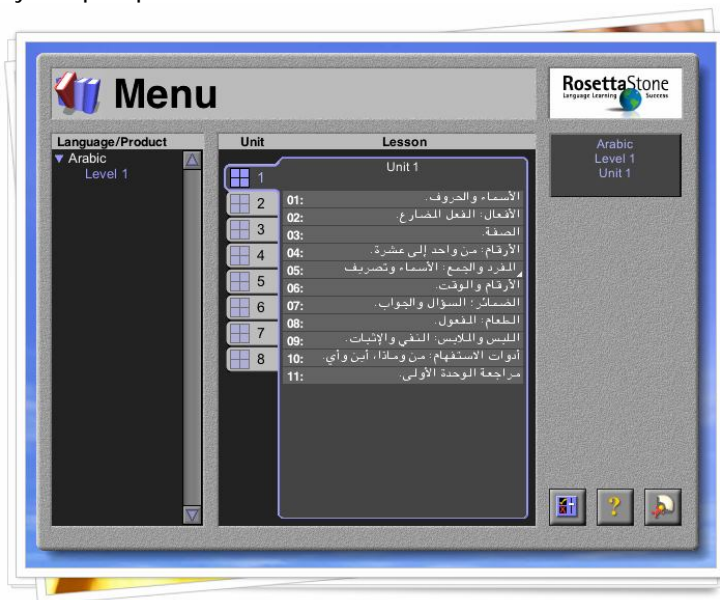 Menu
RosettaStone
Language Learning Success
Language/Product
Unit
Lesson
Arabic
Level 1
Unit 1
1
2
3
4
5
6
7
8
Unit 1
01: الأسماء والحروف.
02: الأفعال: الفعل المضارع.
03: الصفة.
04: الأرقام: من واحد إلى عشرة.
05: المفرد والجمع: الأسماء وتصريف
06: الأرقام والوقت.
07: الضمائر: السؤال والجواب.
08: الطعام: المفعول.
09: اللبس والملابس: النفي والإثبات.
10: أدوات الاستفهام: من وماذا، أين وأي.
11: مراجعة الوحدة الأولى.
Arabic
Level 1